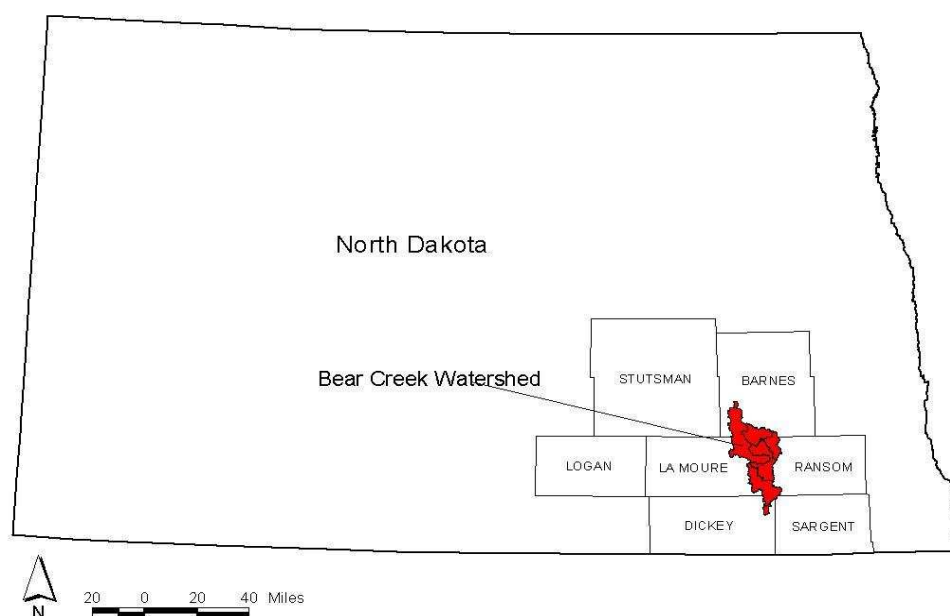 North Dakota
Bear Creek Watershed
STUTSMAN
BARNES
LOGAN
LA MOURE
RANSOM
DICKEY
SARGENT
N
20 0 20 40 Miles